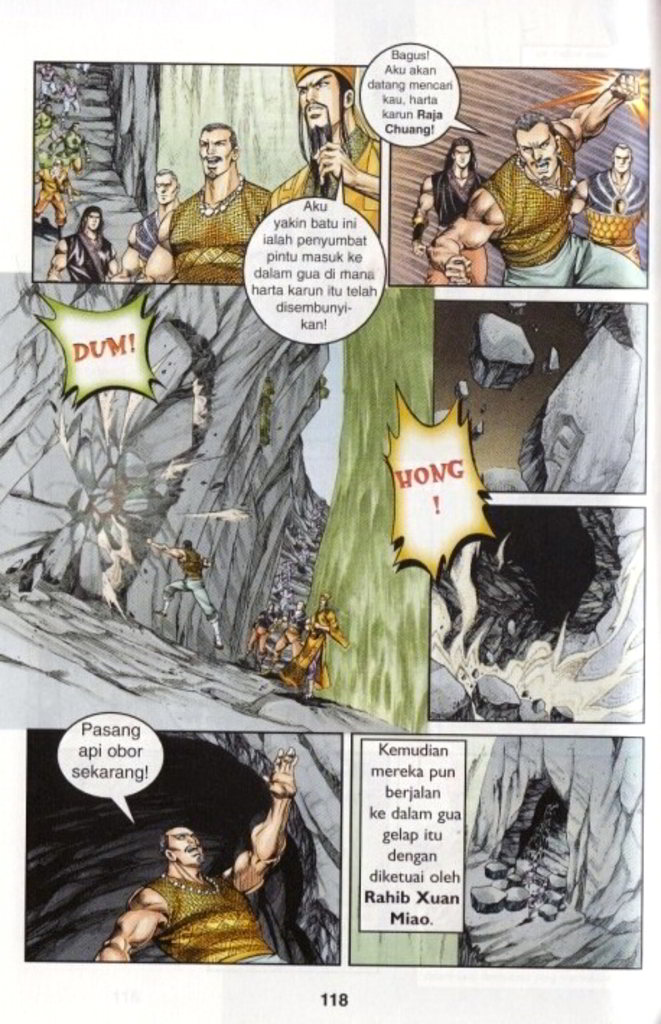 Aku
yakin batu ini
ialah penyumbat
pintu masuk ke
dalam gua di mana
harta karun itu telah
disembunyi-
kan!
Bagus!
Aku akan
datang mencari
kau, harta
karun Raja
Chuang!
DUM!
HONG
!
Pasang
api obor
sekarang!
Kemudian
mereka pun
berjalan
ke dalam gua
gelap itu
dengan
diketuai oleh
Rahib Xuan
Miao.
118